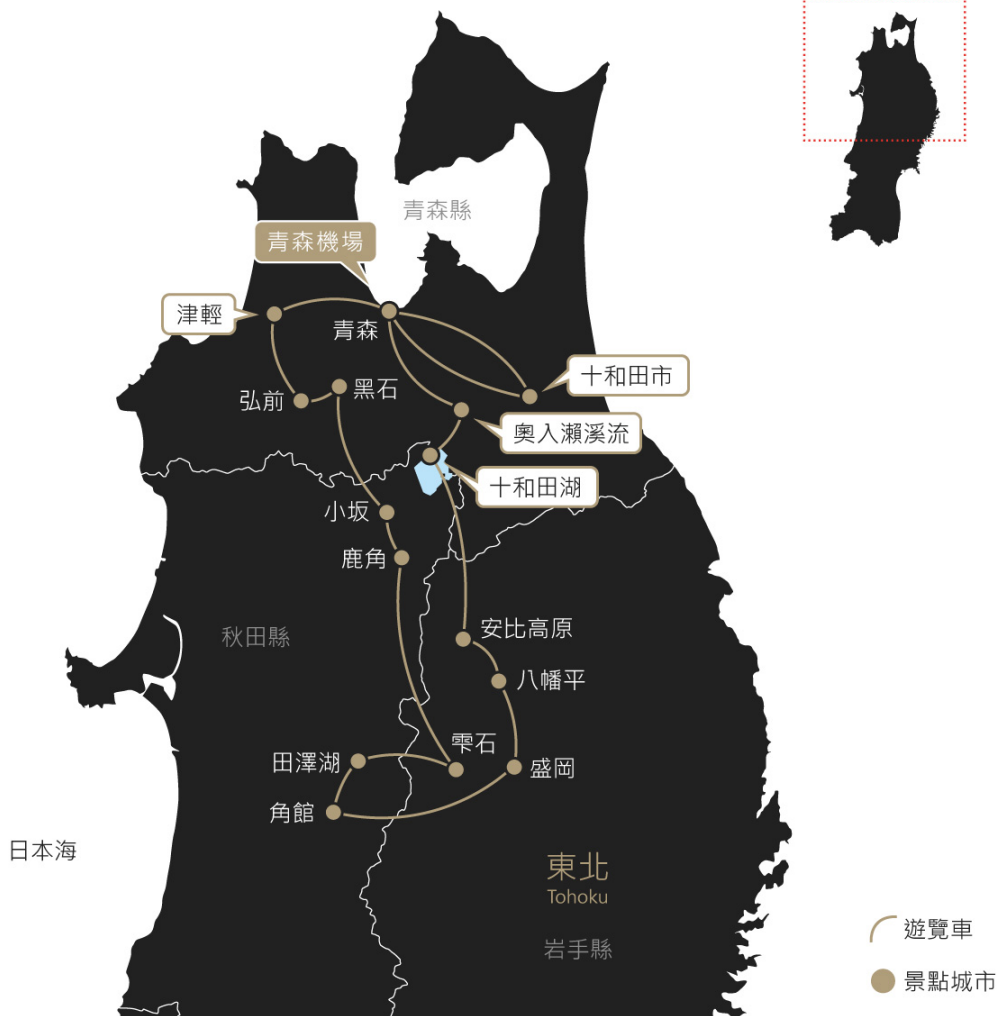 青森縣
青森機場
津輕
青森
十和田市
弘前
黑石
奧入瀨溪流
十和田湖
小坂
鹿角
秋田縣
安比高原
八幡平
雫石
田澤湖
盛岡
角館
日本海
東北
Tohoku
岩手縣
遊覽車
景點城市